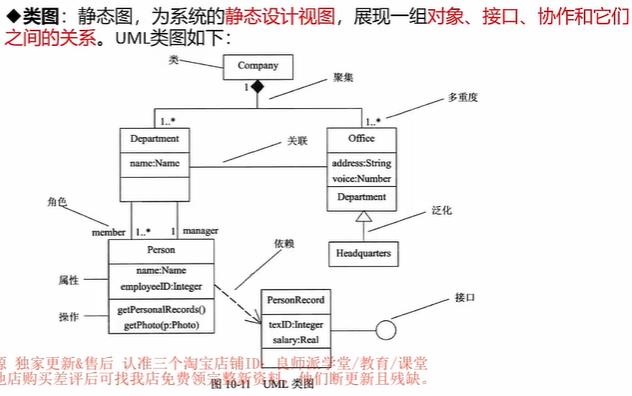 ◆类图：静态图，为系统的静态设计视图，展现一组对象、接口、协作和它们
之间的关系。UML类图如下：
类
Company
1
聚集
多重度
1..*
1..*
Department
name:Name
关联
Office
address:String
voice:Number
Department
角色
member
1..*
1
manager
泛化
Person
name:Name
employeeID:Integer
getPersonalRecords()
getPhoto(p:Photo)
依赖
Headquarters
属性
操作
PersonRecord
texID:Integer
salary:Real
接口
源 独家更新&售后 认准三个淘宝店铺ID：良师派学堂/教育/课堂
他店购买差评后可找我店免费领完整新资料，他们断更新且残缺。
图 10-11 UML 类图